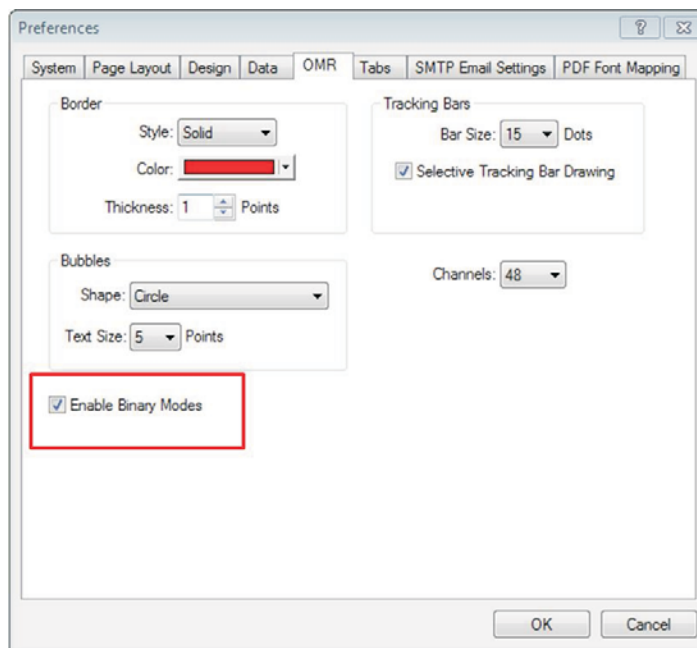 Preferences
System Page Layout Design Data OMR Tabs SMTP Email Settings PDF Font Mapping
Border
Style: Solid
Color:
Thickness: 1 Points
Tracking Bars
Bar Size: 15 Dots
Selective Tracking Bar Drawing
Bubbles
Shape: Circle
Text Size: 5 Points
Channels: 48
Enable Binary Modes
OK Cancel